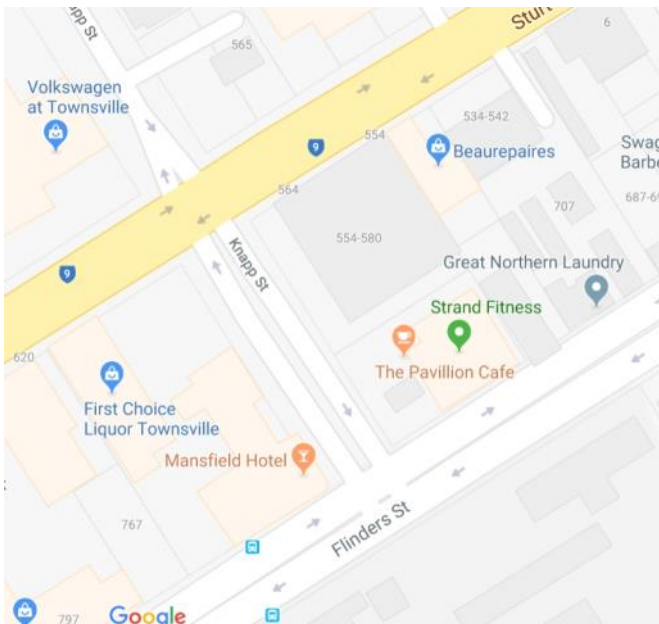 Knapp St
Sturt
6
565
Volkswagen
at Townsville
534-542
554
9
Beaurepaires
Swag
Barbe
564
687-69
707
554-580
Knapp St
Great Northern Laundry
9
Strand Fitness
620
The Pavillion Cafe
First Choice
Liquor Townsville
Mansfield Hotel
767
Flinders St
797
Google